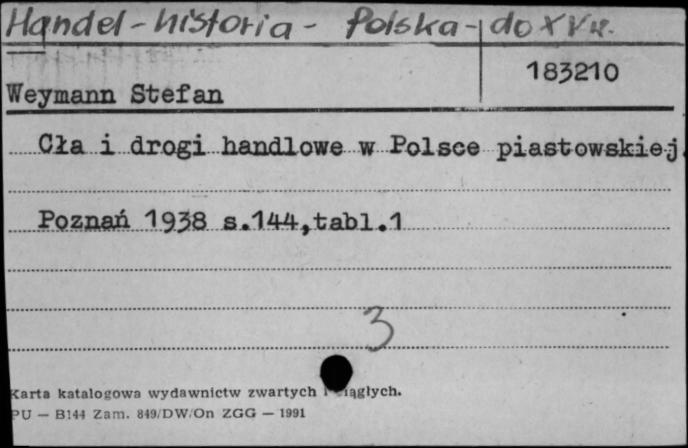 Handel - historia - Polska - do XV w.
183210
Weymann Stefan
Cła i drogi handlowe w Polsce piastowskiej.
Poznań 1938 s.144,tabl.1
3
Karta katalogowa wydawnictw zwartych i ciągłych.
PU — B144 Zam. 849/DW/On ZGG — 1991